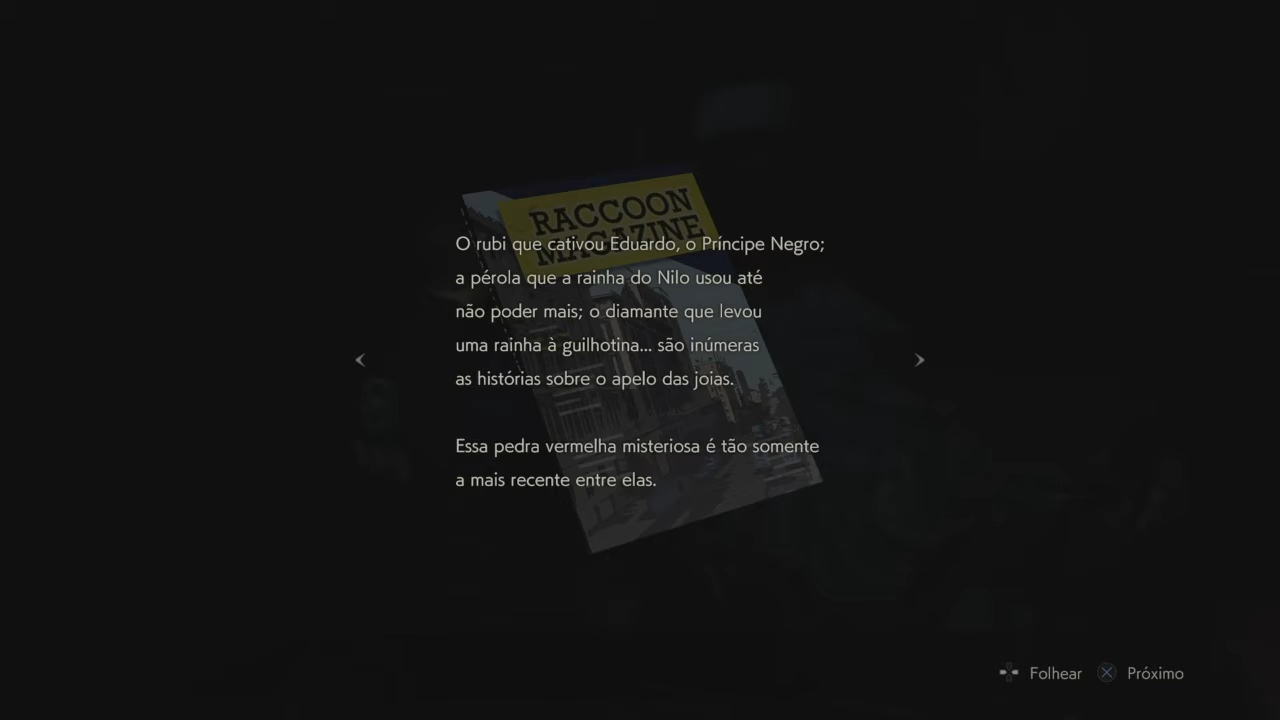 RACCOON
MAGAZINE
O rubi que cativou Eduardo, o Príncipe Negro;
a pérola que a rainha do Nilo usou até
não poder mais; o diamante que levou
uma rainha à guilhotina... são inúmeras
as histórias sobre o apelo das joias.
Essa pedra vermelha misteriosa é tão somente
a mais recente entre elas.
Folhear Próximo